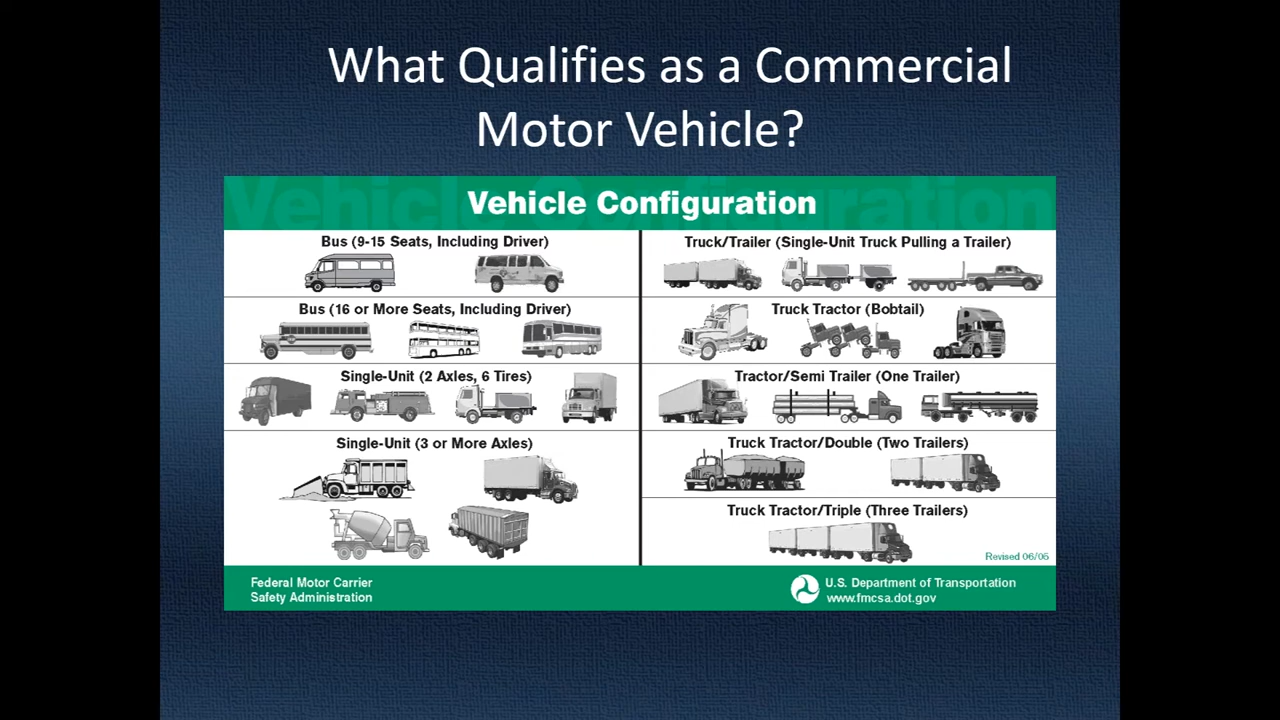 What Qualifies as a Commercial
Motor Vehicle?
Vehicle Configuration
Bus (9-15 Seats, Including Driver)
Bus (16 or More Seats, Including Driver)
Single-Unit (2 Axles, 6 Tires)
Single-Unit (3 or More Axles)
Truck/Trailer (Single-Unit Truck Pulling a Trailer)
Truck Tractor (Bobtail)
Tractor/Semi Trailer (One Trailer)
Truck Tractor/Double (Two Trailers)
Truck Tractor/Triple (Three Trailers)
Revised 06/05
Federal Motor Carrier
Safety Administration
U.S. Department of Transportation
www.fmcsa.dot.gov